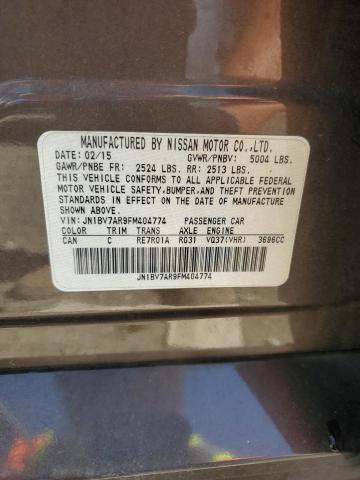 MANUFACTURED BY NISSAN MOTOR CO.,LTD.
DATE: 02/15 GVWR/PNBV: 5004 LBS.
GAWR/PNBE FR: 2524 LBS. RR: 2513 LBS.
THIS VEHICLE CONFORMS TO ALL APPLICABLE FEDERAL
MOTOR VEHICLE SAFETY,BUMPER,AND THEFT PREVENTION
STANDARDS IN EFFECT ON THE DATE OF MANUFACTURE
SHOWN ABOVE.
VIN: JN1BV7AR9FM404774 PASSENGER CAR
COLOR TRIM TRANS AXLE ENGINE
CAN C RE7R01A RG31 VQ37(VHR) 3696CC
JN1BV7AR9FM404774